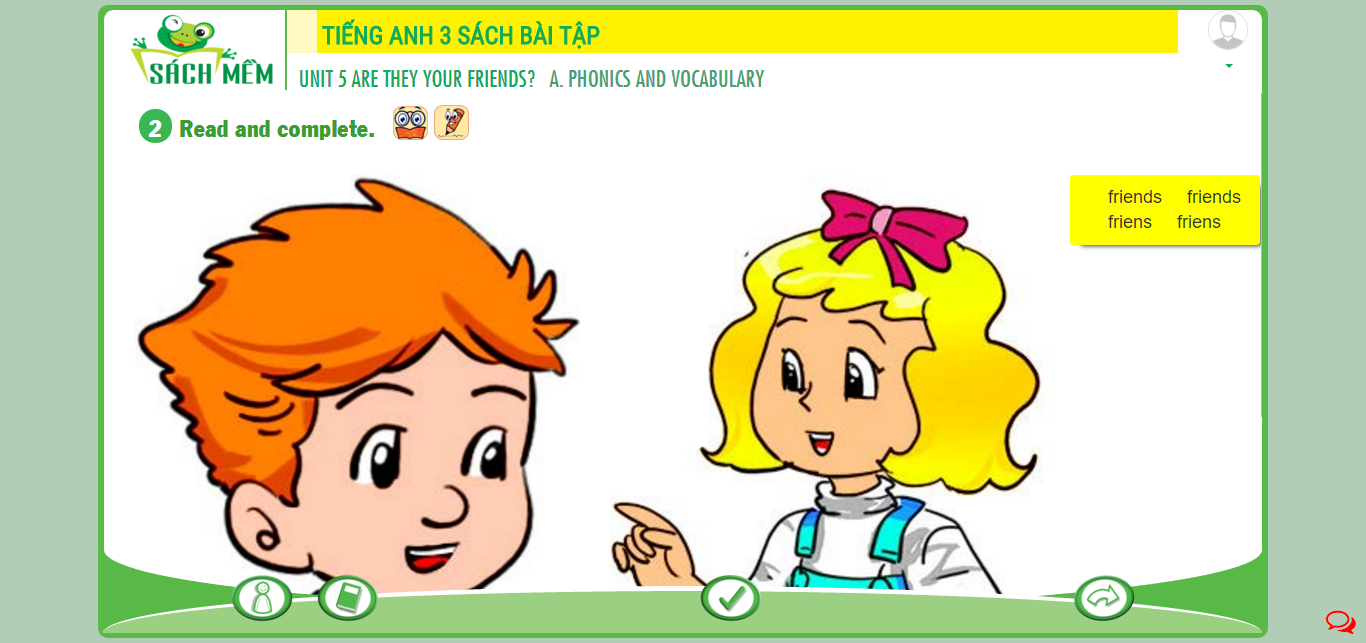 SÁCH MỀM
TIẾNG ANH 3 SÁCH BÀI TẬP
UNIT 5 ARE THEY YOUR FRIENDS? A. PHONICS AND VOCABULARY
2 Read and complete.
friends friends
friens friens